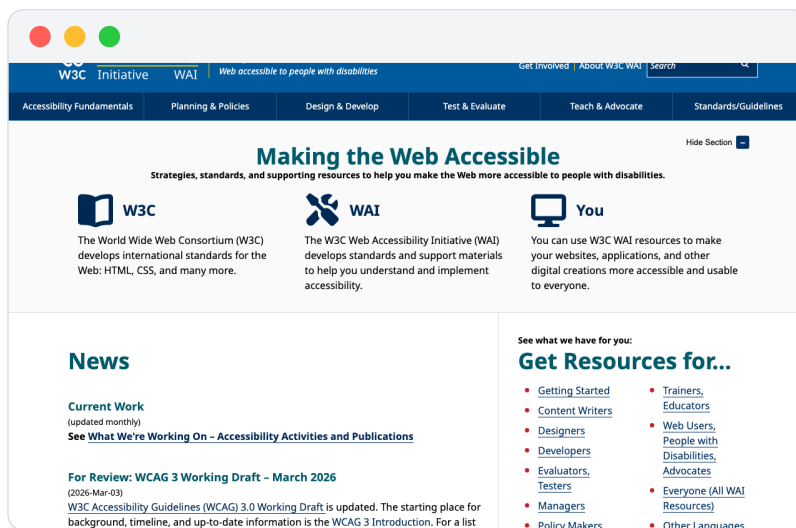 W3C Initiative WAI
Web accessible to people with disabilities
Get Involved About W3C WAI Search
Accessibility Fundamentals Planning & Policies Design & Develop Test & Evaluate Teach & Advocate Standards/Guidelines
Hide Section –
Making the Web Accessible
Strategies, standards, and supporting resources to help you make the Web more accessible to people with disabilities.
W3C
The World Wide Web Consortium (W3C)
develops international standards for the
Web: HTML, CSS, and many more.
WAI
The W3C Web Accessibility Initiative (WAI)
develops standards and support materials
to help you understand and implement
accessibility.
You
You can use W3C WAI resources to make
your websites, applications, and other
digital creations more accessible and usable
to everyone.
News
Current Work
(updated monthly)
See What We're Working On – Accessibility Activities and Publications
For Review: WCAG 3 Working Draft – March 2026
(2026-Mar-03)
W3C Accessibility Guidelines (WCAG) 3.0 Working Draft is updated. The starting place for
background, timeline, and up-to-date information is the WCAG 3 Introduction. For a list
See what we have for you:
Get Resources for…
Getting Started
Content Writers
Designers
Developers
Evaluators,
Testers
Managers
Policy Makers
Trainers,
Educators
Web Users,
People with
Disabilities,
Advocates
Everyone (All WAI
Resources)
Other Languages